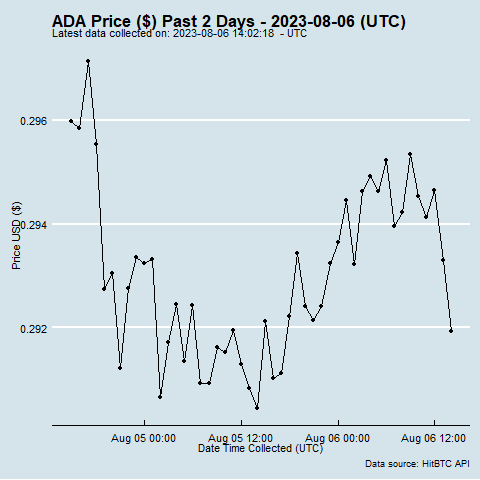 ADA Price ($) Past 2 Days - 2023-08-06 (UTC)
Latest data collected on: 2023-08-06 14:02:18  - UTC
0.296
0.294
0.292
Price USD ($)
Aug 05 00:00
Aug 05 12:00
Aug 06 00:00
Aug 06 12:00
Date Time Collected (UTC)
Data source: HitBTC API